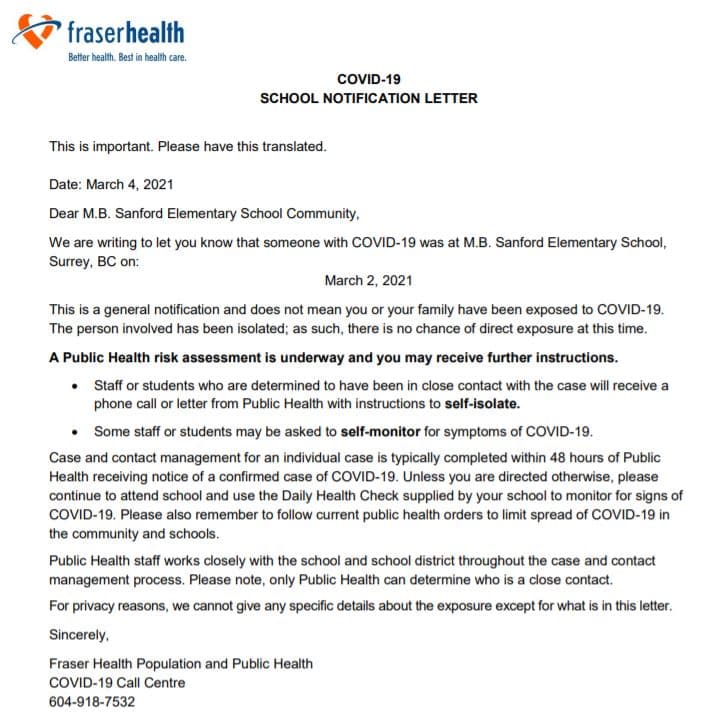 fraserhealth
Better health. Best in health care.
COVID-19
SCHOOL NOTIFICATION LETTER
This is important. Please have this translated.
Date: March 4, 2021
Dear M.B. Sanford Elementary School Community,
We are writing to let you know that someone with COVID-19 was at M.B. Sanford Elementary School,
Surrey, BC on:
March 2, 2021
This is a general notification and does not mean you or your family have been exposed to COVID-19.
The person involved has been isolated; as such, there is no chance of direct exposure at this time.
A Public Health risk assessment is underway and you may receive further instructions.
• Staff or students who are determined to have been in close contact with the case will receive a
phone call or letter from Public Health with instructions to self-isolate.
• Some staff or students may be asked to self-monitor for symptoms of COVID-19.
Case and contact management for an individual case is typically completed within 48 hours of Public
Health receiving notice of a confirmed case of COVID-19. Unless you are directed otherwise, please
continue to attend school and use the Daily Health Check supplied by your school to monitor for signs of
COVID-19. Please also remember to follow current public health orders to limit spread of COVID-19 in
the community and schools.
Public Health staff works closely with the school and school district throughout the case and contact
management process. Please note, only Public Health can determine who is a close contact.
For privacy reasons, we cannot give any specific details about the exposure except for what is in this letter.
Sincerely,
Fraser Health Population and Public Health
COVID-19 Call Centre
604-918-7532